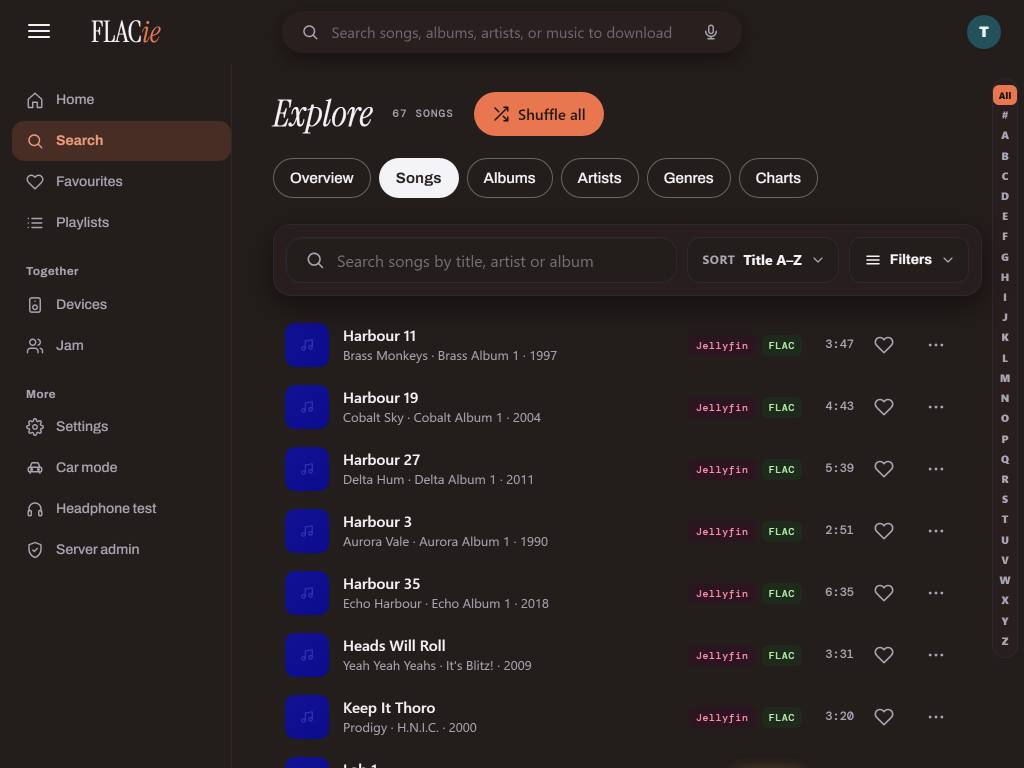 FLACie
Search songs, albums, artists, or music to download
T
Home
Search
Favourites
Playlists
Together
Devices
Jam
More
Settings
Car mode
Headphone test
Server admin
Explore
67 SONGS
Shuffle all
Overview
Songs
Albums
Artists
Genres
Charts
Search songs by title, artist or album
SORT Title A–Z
Filters
Harbour 11
Brass Monkeys · Brass Album 1 · 1997
Jellyfin FLAC 3:47
Harbour 19
Cobalt Sky · Cobalt Album 1 · 2004
Jellyfin FLAC 4:43
Harbour 27
Delta Hum · Delta Album 1 · 2011
Jellyfin FLAC 5:39
Harbour 3
Aurora Vale · Aurora Album 1 · 1990
Jellyfin FLAC 2:51
Harbour 35
Echo Harbour · Echo Album 1 · 2018
Jellyfin FLAC 6:35
Heads Will Roll
Yeah Yeah Yeahs · It's Blitz! · 2009
Jellyfin FLAC 3:31
Keep It Thoro
Prodigy · H.N.I.C. · 2000
Jellyfin FLAC 3:20
All
#
A
B
C
D
E
F
G
H
I
J
K
L
M
N
O
P
Q
R
S
T
U
V
W
X
Y
Z